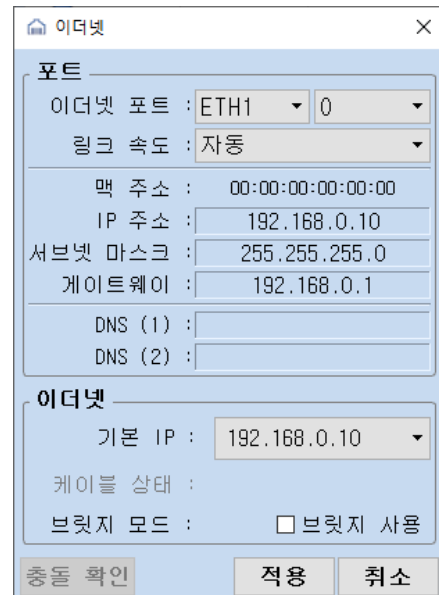 이더넷
포트
이더넷 포트 : ETH1 0
링크 속도 : 자동
맥 주소 : 00:00:00:00:00:00
IP 주소 : 192.168.0.10
서브넷 마스크 : 255.255.255.0
게이트웨이 : 192.168.0.1
DNS (1) :
DNS (2) :
이더넷
기본 IP : 192.168.0.10
케이블 상태 :
브릿지 모드 : 브릿지 사용
충돌 확인 적용 취소